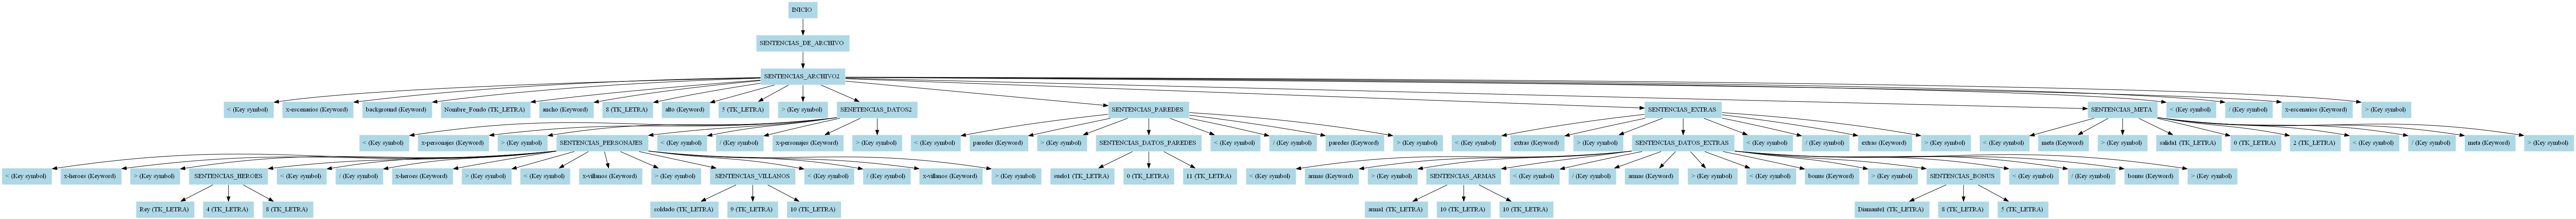 INICIO
SENTENCIAS_DE_ARCHIVO
SENTENCIAS_ARCHIVO2
< (Key symbol)
x-escenarios (Keyword)
background (Keyword)
Nombre_Fondo (TK_LETRA)
ancho (Keyword)
8 (TK_LETRA)
alto (Keyword)
5 (TK_LETRA)
> (Key symbol)
SENETENCIAS_DATOS2
SENTENCIAS_PAREDES
SENTENCIAS_EXTRAS
SENTENCIAS_META
< (Key symbol)
/ (Key symbol)
x-escenarios (Keyword)
> (Key symbol)
< (Key symbol)
x-personajes (Keyword)
> (Key symbol)
SENTENCIAS_PERSONAJES
< (Key symbol)
/ (Key symbol)
x-personajes (Keyword)
> (Key symbol)
< (Key symbol)
paredes (Keyword)
> (Key symbol)
SENTENCIAS_DATOS_PAREDES
< (Key symbol)
/ (Key symbol)
paredes (Keyword)
> (Key symbol)
< (Key symbol)
extras (Keyword)
> (Key symbol)
SENTENCIAS_DATOS_EXTRAS
< (Key symbol)
/ (Key symbol)
extras (Keyword)
> (Key symbol)
< (Key symbol)
meta (Keyword)
> (Key symbol)
salida1 (TK_LETRA)
0 (TK_LETRA)
2 (TK_LETRA)
< (Key symbol)
/ (Key symbol)
meta (Keyword)
> (Key symbol)
< (Key symbol)
x-heroes (Keyword)
> (Key symbol)
SENTENCIAS_HEROES
< (Key symbol)
/ (Key symbol)
x-heroes (Keyword)
> (Key symbol)
< (Key symbol)
x-villanos (Keyword)
> (Key symbol)
SENTENCIAS_VILLANOS
< (Key symbol)
/ (Key symbol)
x-villanos (Keyword)
> (Key symbol)
suelo1 (TK_LETRA)
0 (TK_LETRA)
11 (TK_LETRA)
< (Key symbol)
armas (Keyword)
> (Key symbol)
SENTENCIAS_ARMAS
< (Key symbol)
/ (Key symbol)
armas (Keyword)
> (Key symbol)
< (Key symbol)
bonus (Keyword)
> (Key symbol)
SENTENCIAS_BONUS
< (Key symbol)
/ (Key symbol)
bonus (Keyword)
> (Key symbol)
Rey (TK_LETRA)
4 (TK_LETRA)
8 (TK_LETRA)
soldado (TK_LETRA)
9 (TK_LETRA)
10 (TK_LETRA)
arma1 (TK_LETRA)
10 (TK_LETRA)
10 (TK_LETRA)
Diamante1 (TK_LETRA)
8 (TK_LETRA)
5 (TK_LETRA)